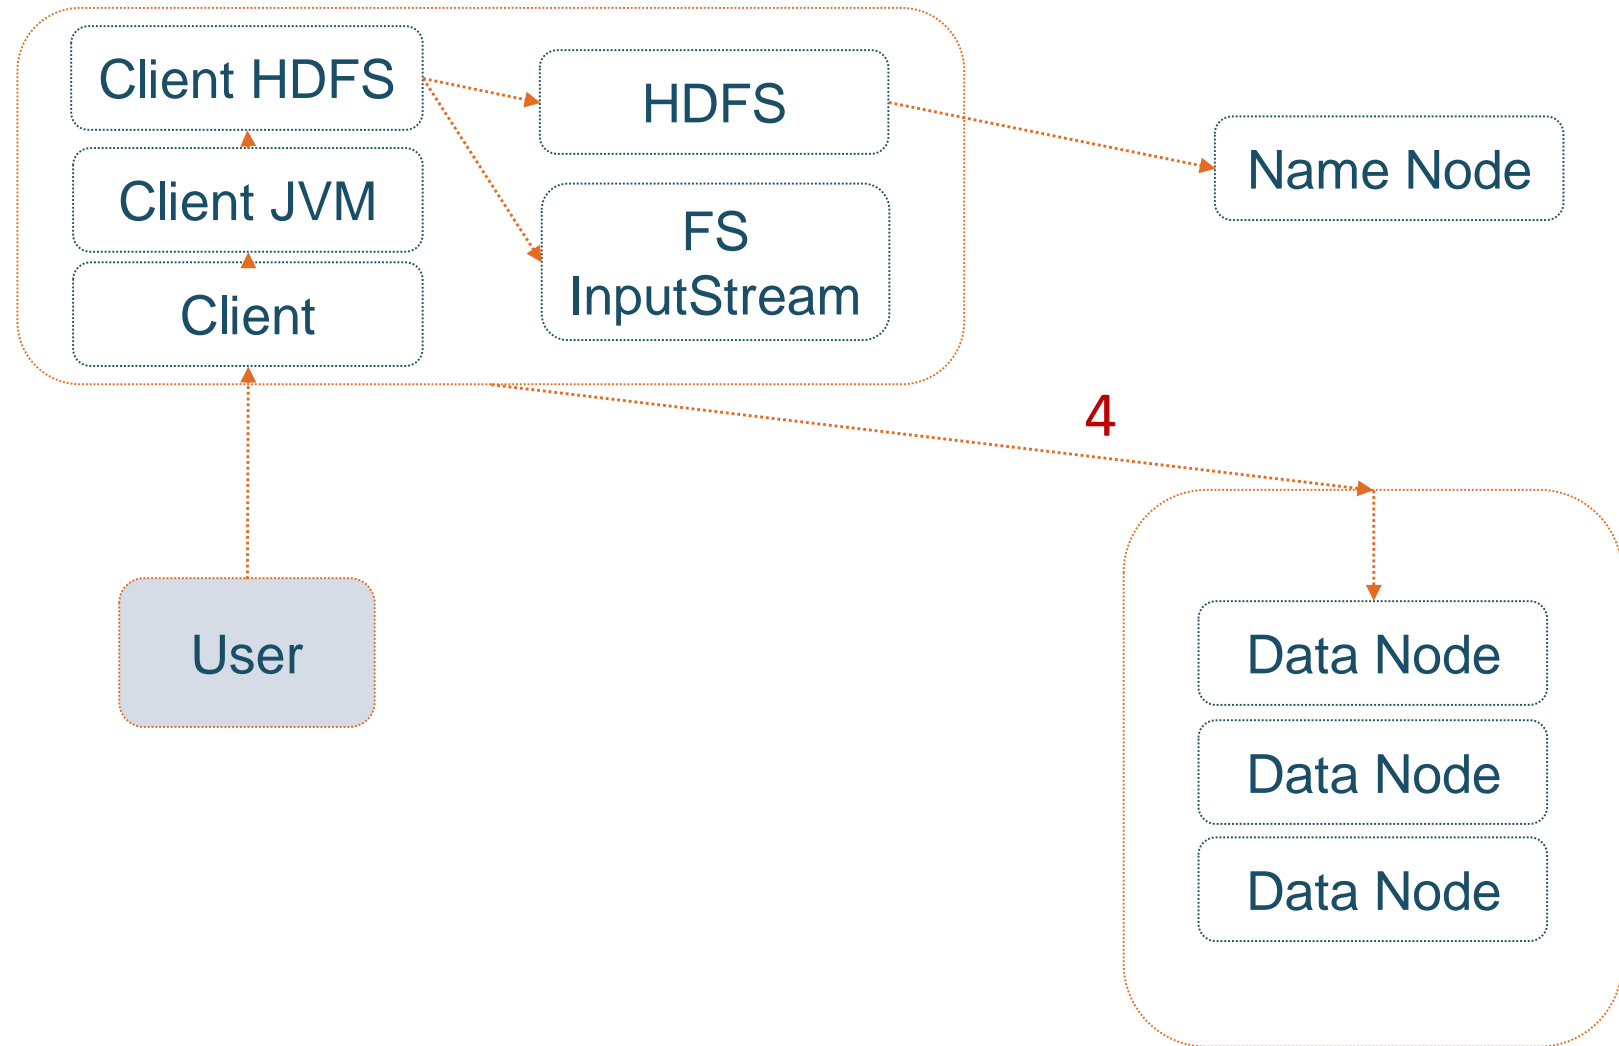 Client HDFS
HDFS
Name Node
Client JVM
FS
InputStream
Client
4
User
Data Node
Data Node
Data Node